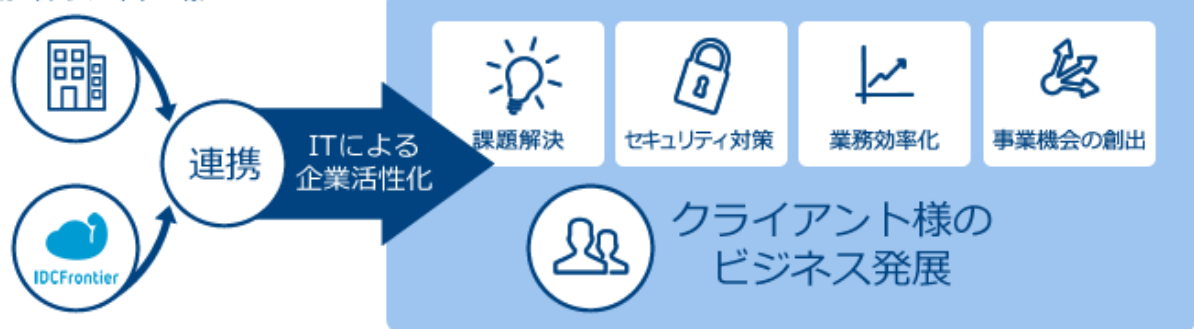 連携
ITによる
企業活性化
IDCFrontier
課題解決
セキュリティ対策
業務効率化
事業機会の創出
クライアント様の
ビジネス発展